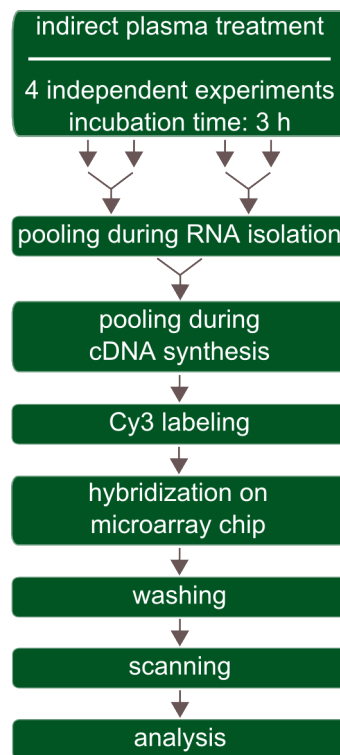 indirect plasma treatment
4 independent experiments
incubation time: 3 h
pooling during RNA isolation
pooling during
cDNA synthesis
Cy3 labeling
hybridization on
microarray chip
washing
scanning
analysis